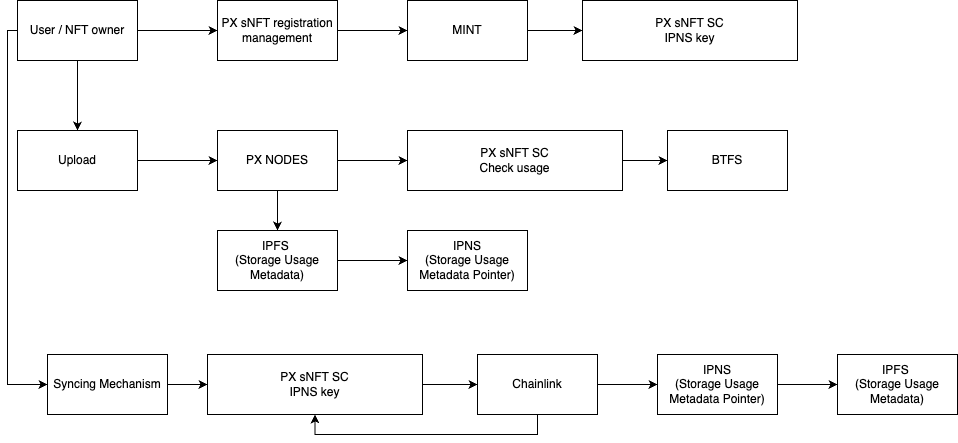 User / NFT owner
PX sNFT registration
management
MINT
PX sNFT SC
IPNS key
Upload
PX NODES
PX sNFT SC
Check usage
BTFS
IPFS
(Storage Usage
Metadata)
IPNS
(Storage Usage
Metadata Pointer)
Syncing Mechanism
PX sNFT SC
IPNS key
Chainlink
IPNS
(Storage Usage
Metadata Pointer)
IPFS
(Storage Usage
Metadata)